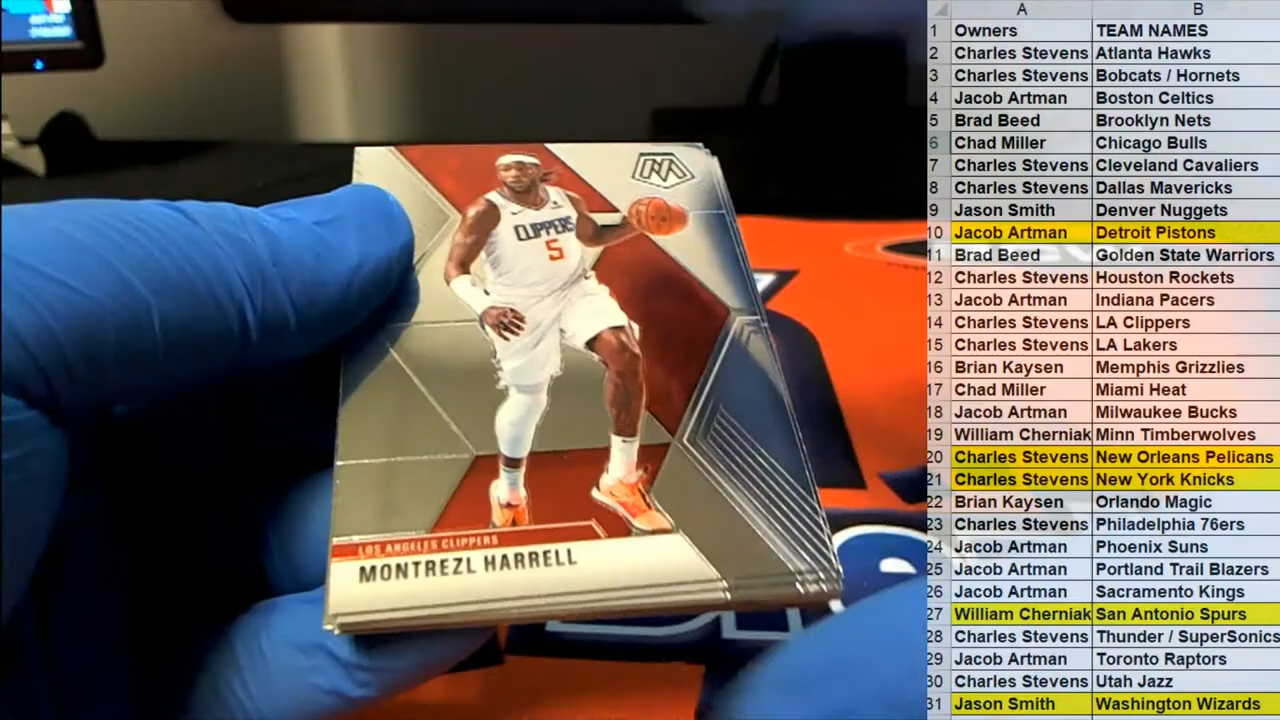 CLIPPERS
5
LOS ANGELES CLIPPERS
MONTREZL HARRELL
A B
1 Owners TEAM NAMES
2 Charles Stevens Atlanta Hawks
3 Charles Stevens Bobcats / Hornets
4 Jacob Artman Boston Celtics
5 Brad Beed Brooklyn Nets
6 Chad Miller Chicago Bulls
7 Charles Stevens Cleveland Cavaliers
8 Charles Stevens Dallas Mavericks
9 Jason Smith Denver Nuggets
10 Jacob Artman Detroit Pistons
11 Brad Beed Golden State Warriors
12 Charles Stevens Houston Rockets
13 Jacob Artman Indiana Pacers
14 Charles Stevens LA Clippers
15 Charles Stevens LA Lakers
16 Brian Kaysen Memphis Grizzlies
17 Chad Miller Miami Heat
18 Jacob Artman Milwaukee Bucks
19 William Cherniak Minn Timberwolves
20 Charles Stevens New Orleans Pelicans
21 Charles Stevens New York Knicks
22 Brian Kaysen Orlando Magic
23 Charles Stevens Philadelphia 76ers
24 Jacob Artman Phoenix Suns
25 Jacob Artman Portland Trail Blazers
26 Jacob Artman Sacramento Kings
27 William Cherniak San Antonio Spurs
28 Charles Stevens Thunder / SuperSonics
29 Jacob Artman Toronto Raptors
30 Charles Stevens Utah Jazz
31 Jason Smith Washington Wizards